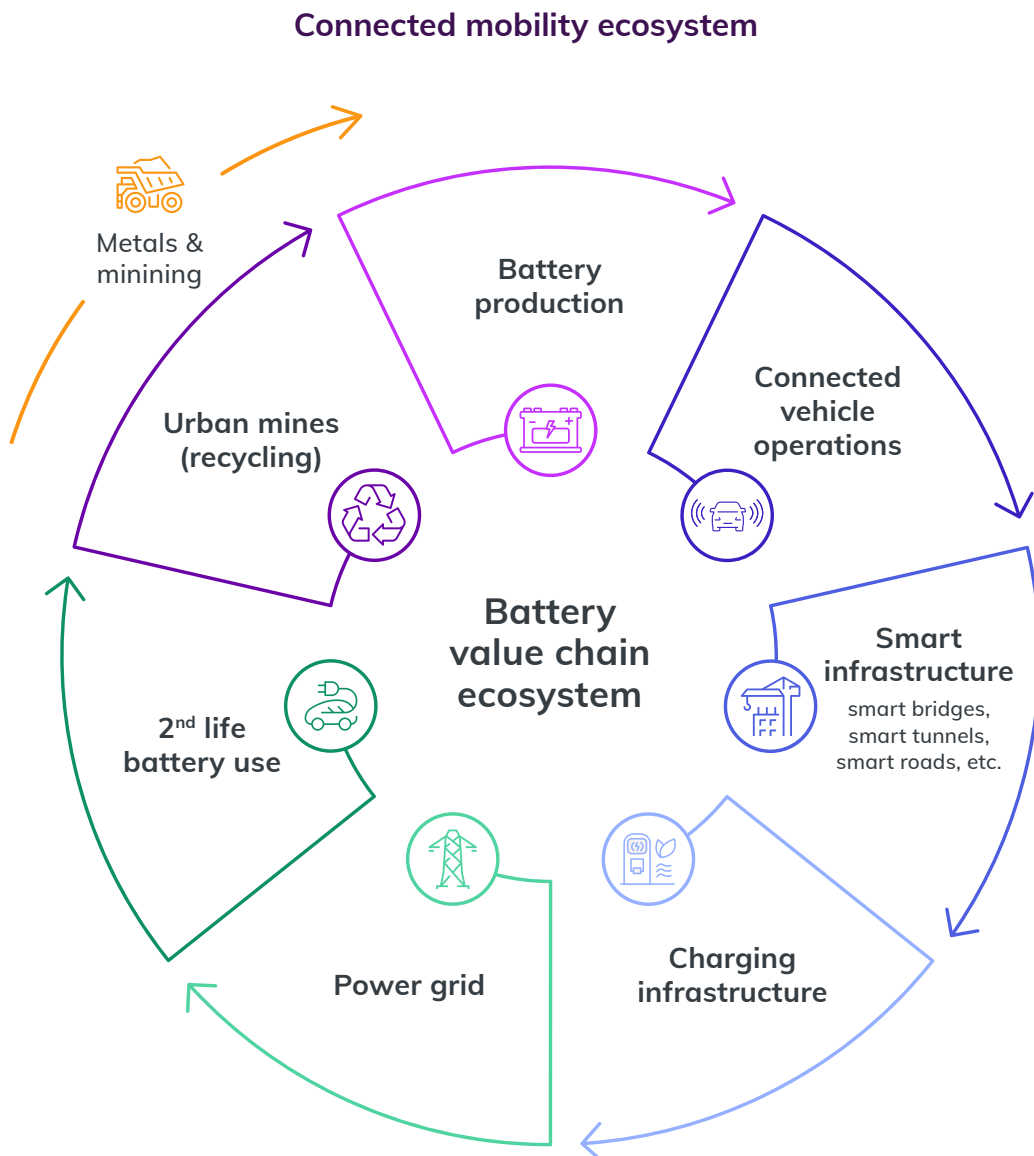 Connected mobility ecosystem
Metals &
minining
Battery
production
Connected
vehicle
operations
Urban mines
(recycling)
Battery
value chain
ecosystem
Smart
infrastructure
smart bridges,
smart tunnels,
smart roads, etc.
2nd life
battery use
Charging
infrastructure
Power grid